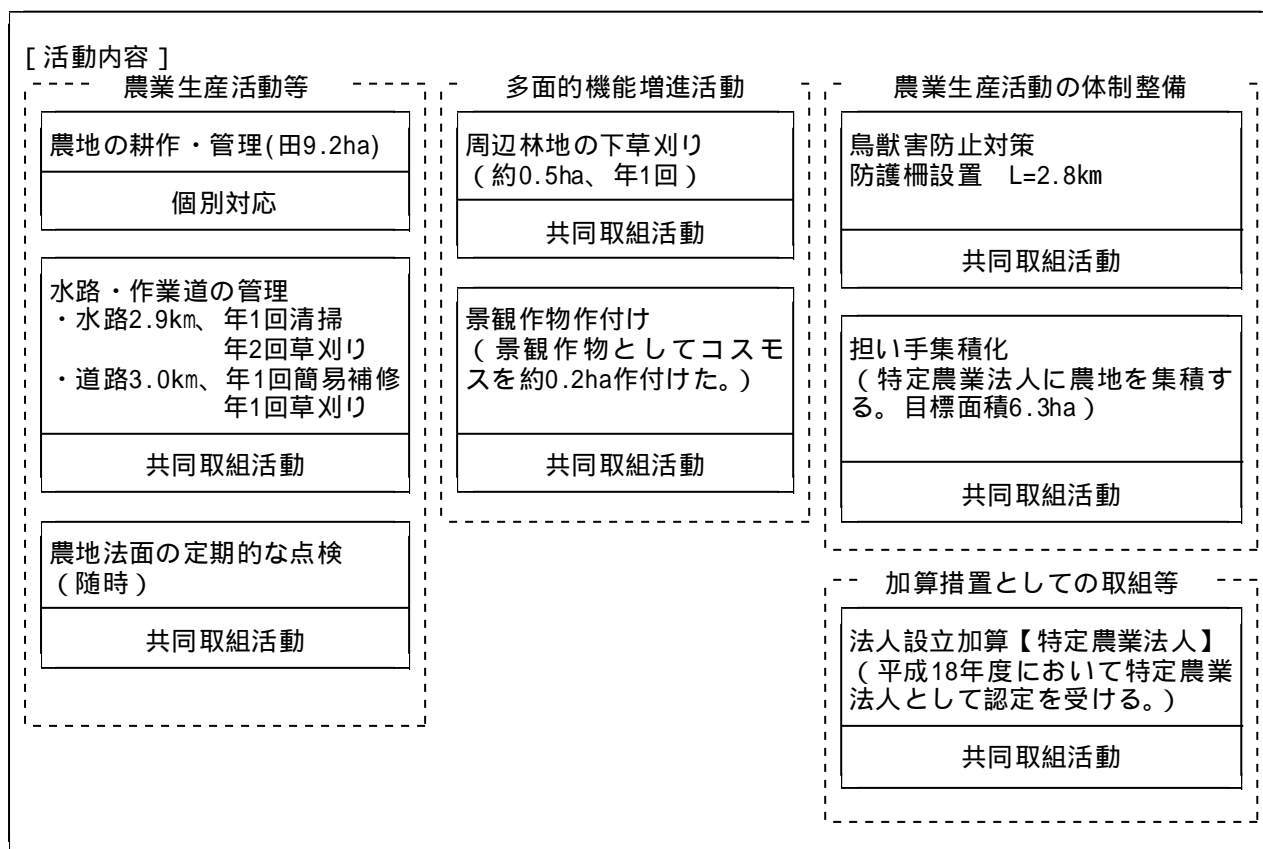 [活動内容]
農業生産活動等
農地の耕作・管理(田9.2ha)
個別対応
水路・作業道の管理
・水路2.9km、年1回清掃
年2回草刈り
・道路3.0km、年1回簡易補修
年1回草刈り
共同取組活動
農地法面の定期的な点検
(随時)
共同取組活動
多面的機能増進活動
周辺林地の下草刈り
(約0.5ha、年1回)
共同取組活動
景観作物作付け
(景観作物としてコスモ
スを約0.2ha作付けた。)
共同取組活動
農業生産活動の体制整備
鳥獣害防止対策
防護柵設置 L=2.8km
共同取組活動
担い手集積化
(特定農業法人に農地を集積す
る。目標面積6.3ha)
共同取組活動
加算措置としての取組等
法人設立加算【特定農業法人】
(平成18年度において特定農業
法人として認定を受ける。)
共同取組活動